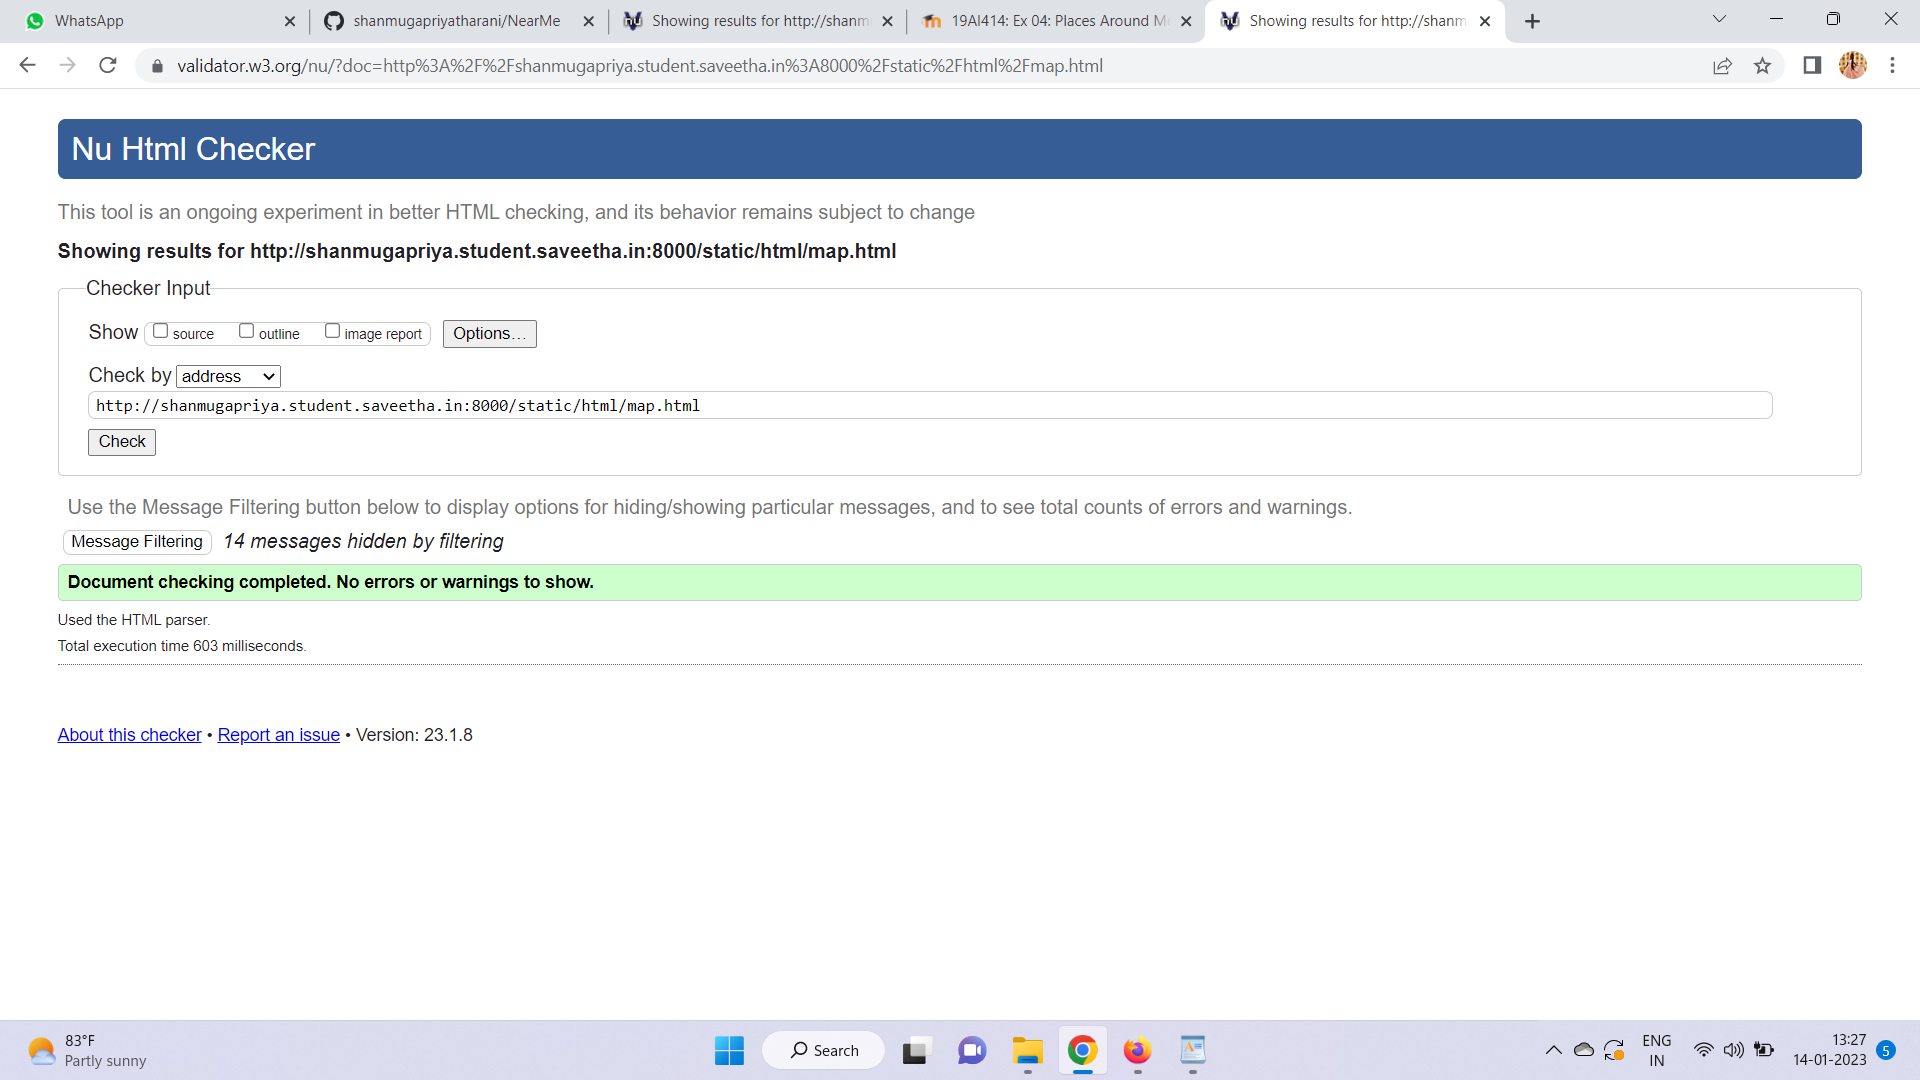 WhatsApp
shanmugapriyatharani/NearMe
Showing results for http://shanm
19AI414: Ex 04: Places Around M
Showing results for http://shanm
validator.w3.org/nu/?doc=http%3A%2F%2Fshanmugapriya.student.saveetha.in%3A8000%2Fstatic%2Fhtml%2Fmap.html
Nu Html Checker
This tool is an ongoing experiment in better HTML checking, and its behavior remains subject to change
Showing results for http://shanmugapriya.student.saveetha.in:8000/static/html/map.html
Checker Input
Show source outline image report Options...
Check by address
http://shanmugapriya.student.saveetha.in:8000/static/html/map.html
Check
Use the Message Filtering button below to display options for hiding/showing particular messages, and to see total counts of errors and warnings.
Message Filtering 14 messages hidden by filtering
Document checking completed. No errors or warnings to show.
Used the HTML parser.
Total execution time 603 milliseconds.
About this checker • Report an issue • Version: 23.1.8
83°F
Partly sunny
Search
ENG
IN
13:27
14-01-2023
5